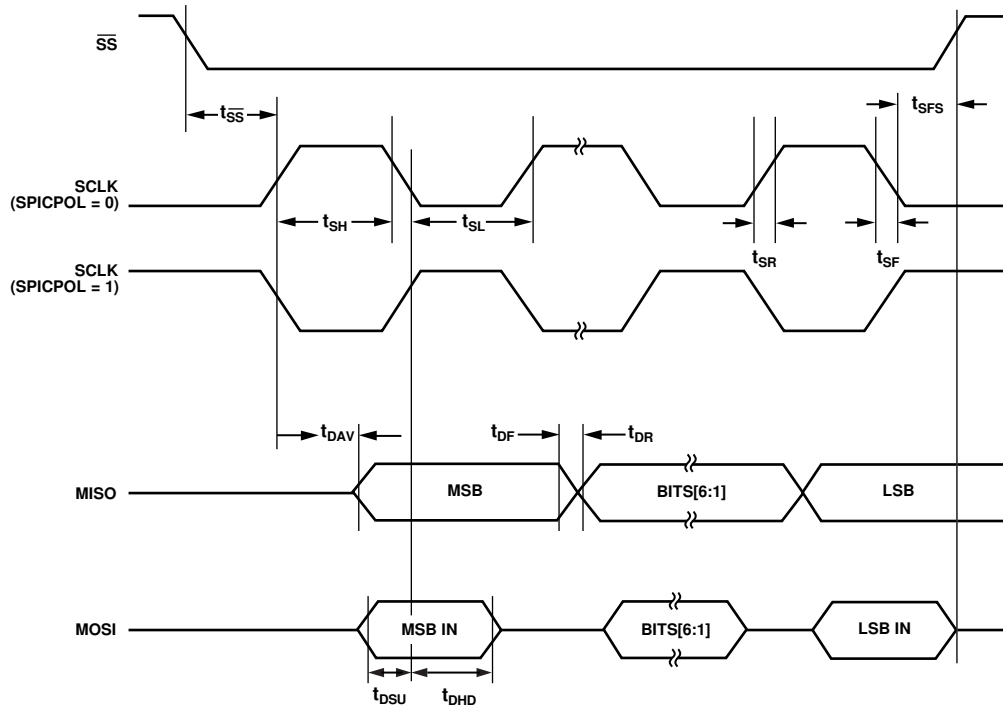 SS
tSS
tSFS
SCLK
(SPICPOL = 0)
tSH
tSL
tSR
tSF
SCLK
(SPICPOL = 1)
tDAV
tDF
tDR
MISO
MSB
BITS[6:1]
LSB
MOSI
MSB IN
BITS[6:1]
LSB IN
tDSU
tDHD